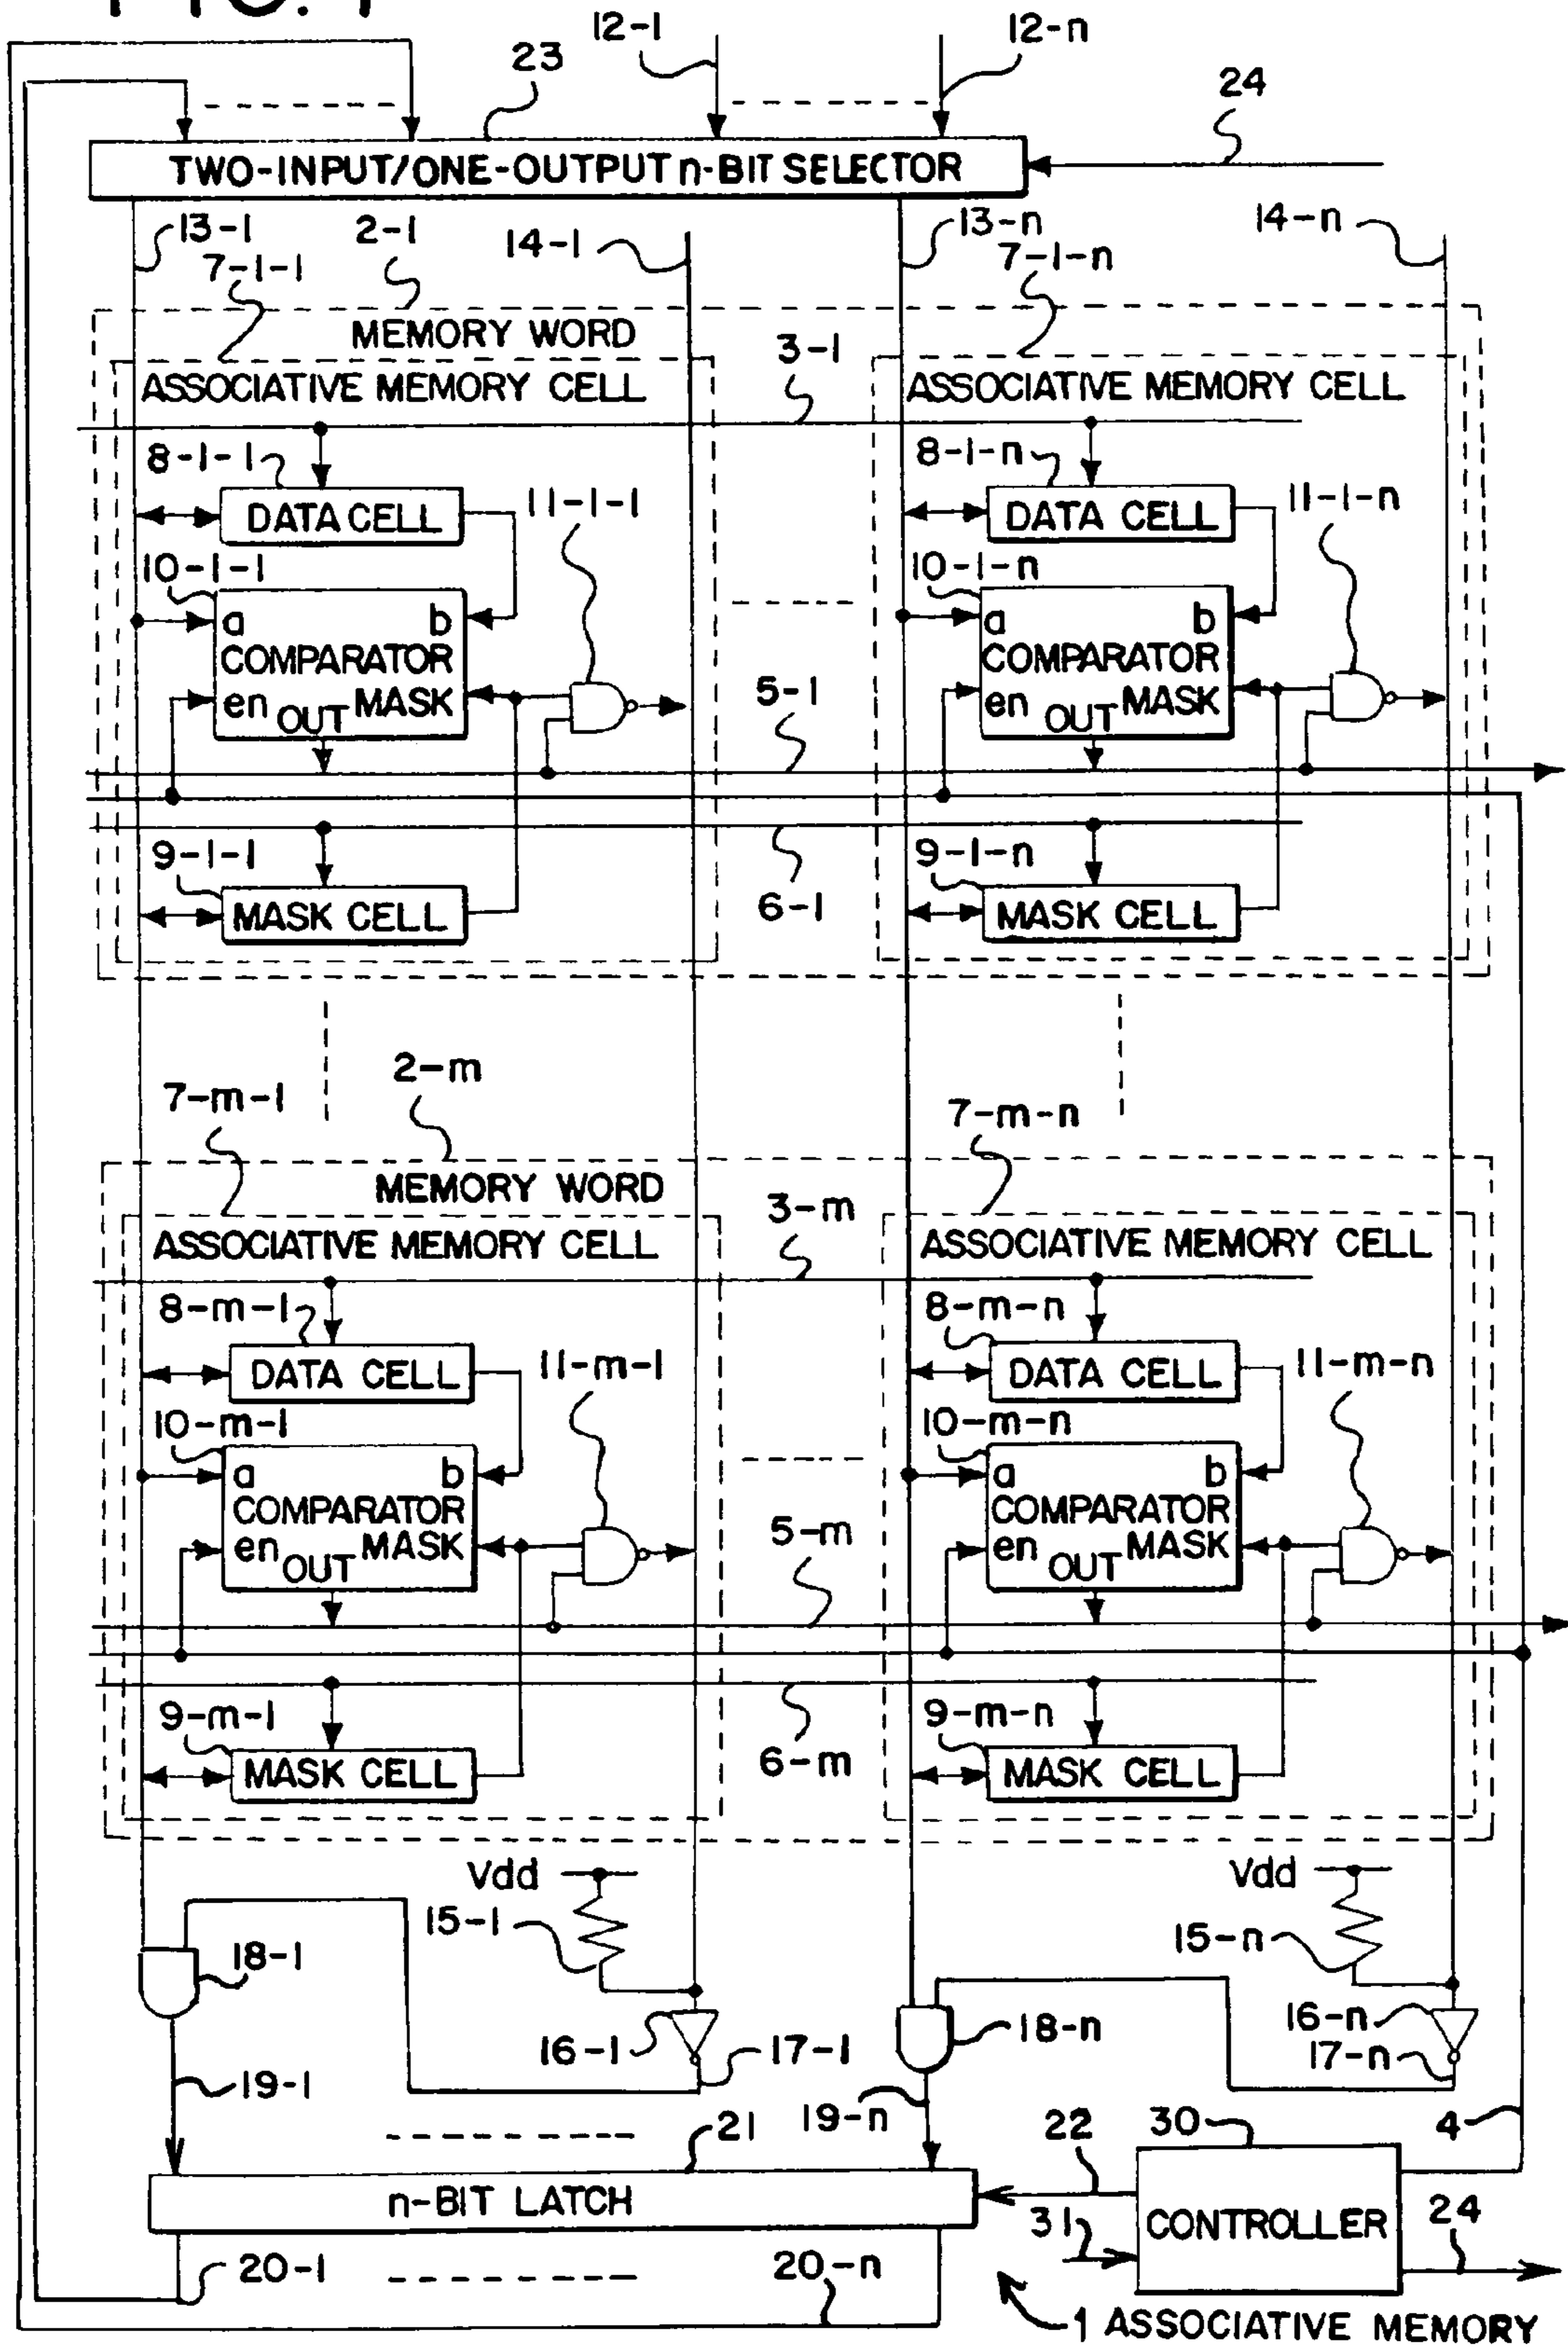 12-1
12-n
23
24
TWO-INPUT/ONE-OUTPUT n-BIT SELECTOR
13-1
2-1
14-1
13-n
14-n
7-1-1
7-1-n
MEMORY WORD
3-1
ASSOCIATIVE MEMORY CELL
ASSOCIATIVE MEMORY CELL
8-1-1
8-1-n
11-1-1
11-1-n
DATA CELL
DATA CELL
10-1-1
10-1-n
a b
a b
COMPARATOR
COMPARATOR
en OUT MASK
en OUT MASK
5-1
9-1-1
9-1-n
MASK CELL
6-1
MASK CELL
2-m
7-m-1
7-m-n
MEMORY WORD
3-m
ASSOCIATIVE MEMORY CELL
ASSOCIATIVE MEMORY CELL
8-m-1
8-m-n
11-m-1
11-m-n
DATA CELL
DATA CELL
10-m-1
10-m-n
a b
a b
COMPARATOR
COMPARATOR
en OUT MASK
en OUT MASK
5-m
9-m-1
9-m-n
MASK CELL
6-m
MASK CELL
Vdd
Vdd
15-1
15-n
18-1
16-1
17-1
18-n
16-n
17-n
19-1
19-n
21
22
30
4
n-BIT LATCH
31
CONTROLLER
24
20-1
20-n
1 ASSOCIATIVE MEMORY